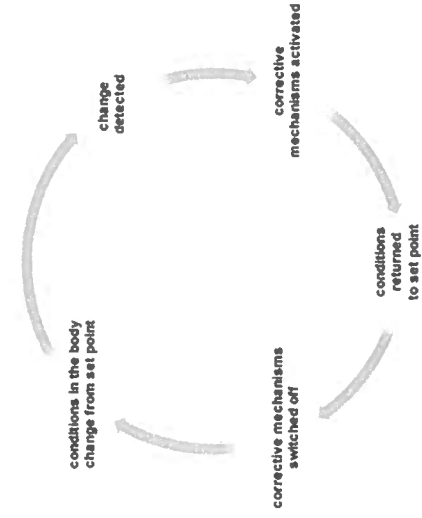 conditions in the body
change from set point
change
detected
corrective
mechanisms activated
conditions
returned
to set point
corrective mechanisms
switched off